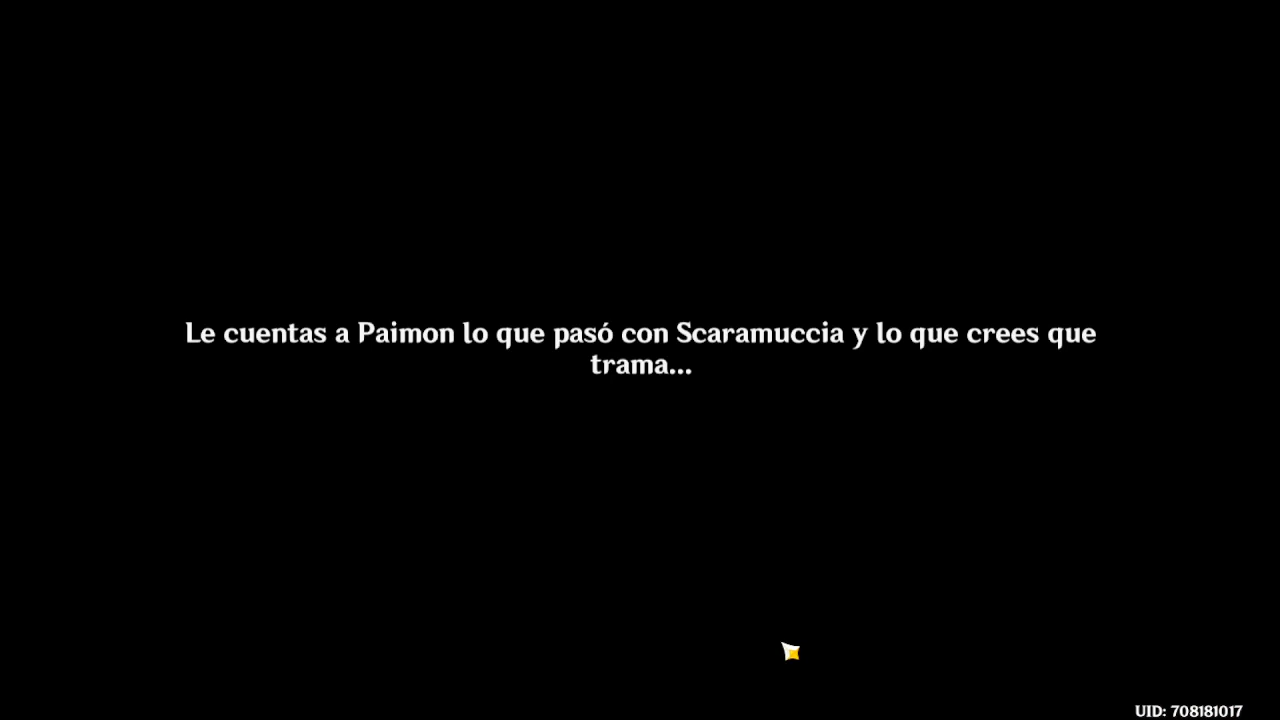 Le cuentas a Paimon lo que pasó con Scaramuccia y lo que crees que
trama...
UID: 708181017